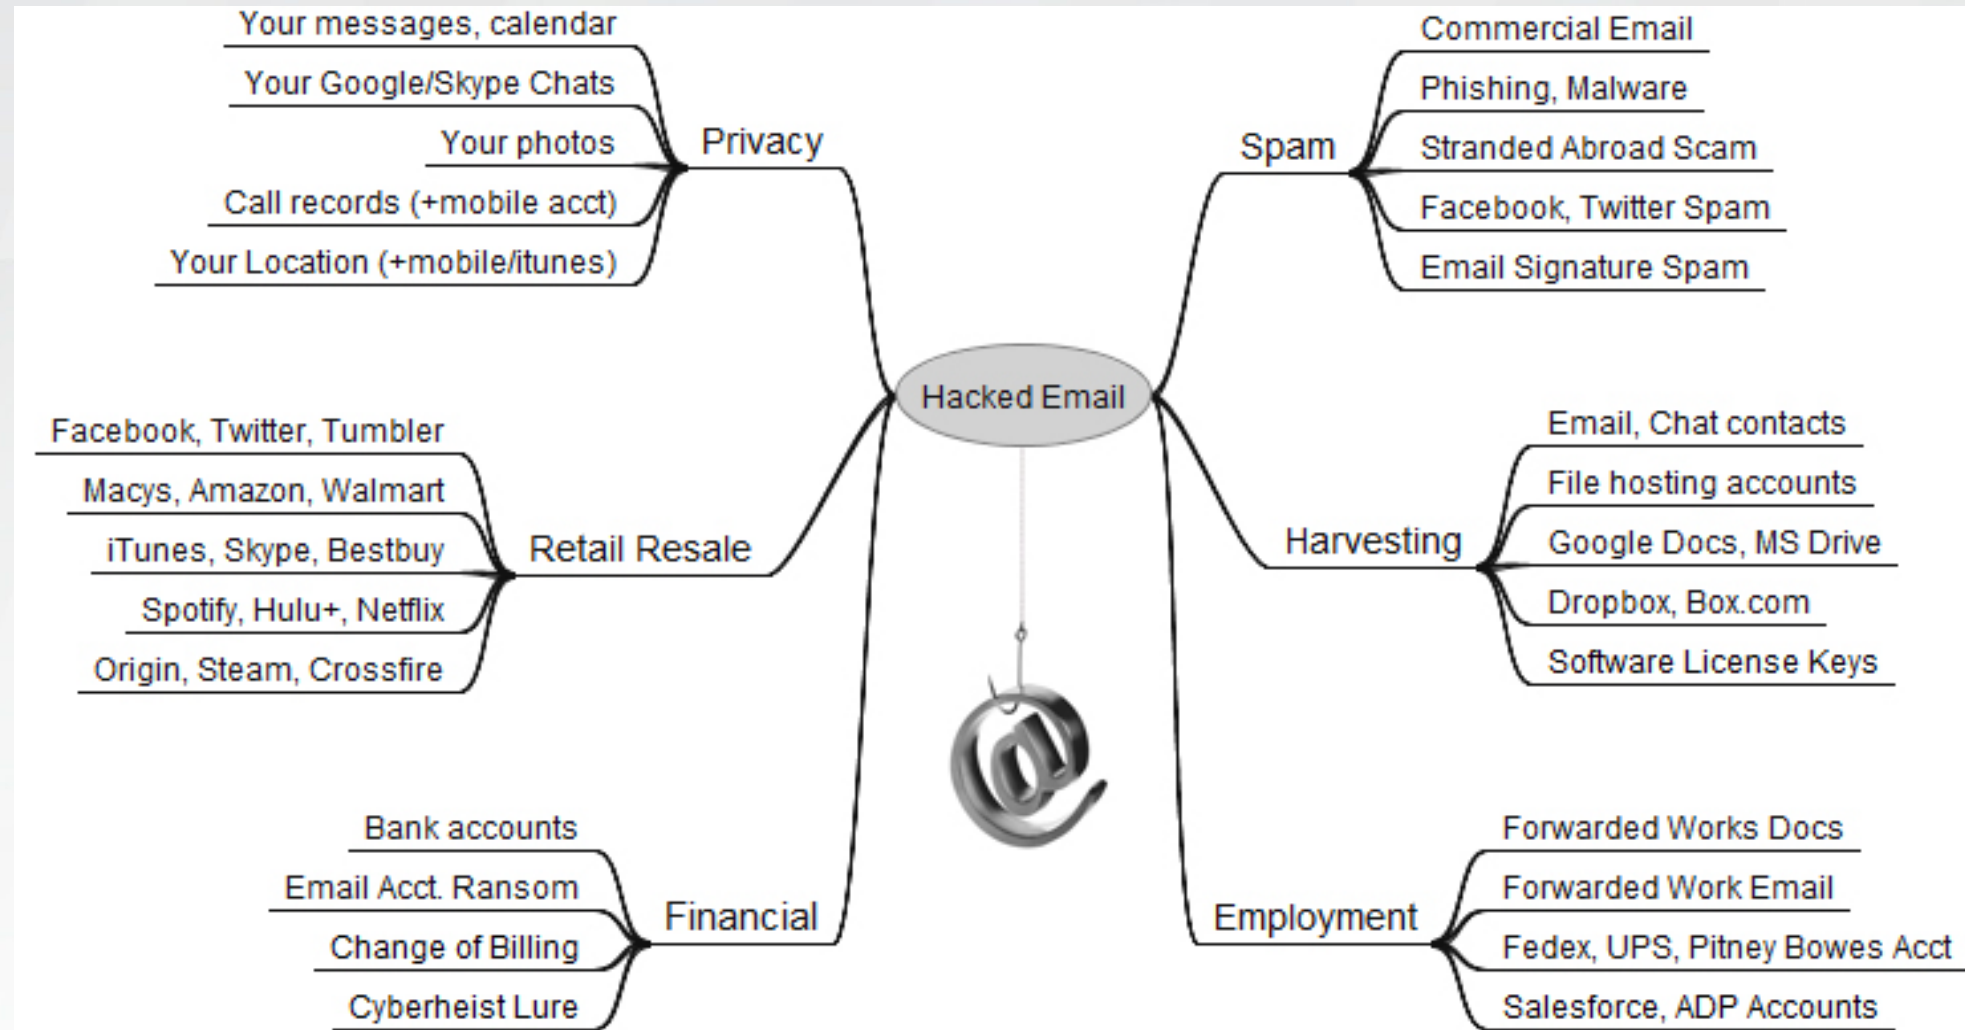 Your messages, calendar
Your Google/Skype Chats
Your photos
Call records (+mobile acct)
Your Location (+mobile/itunes)
Privacy
Commercial Email
Phishing, Malware
Stranded Abroad Scam
Facebook, Twitter Spam
Email Signature Spam
Spam
Hacked Email
Facebook, Twitter, Tumbler
Macys, Amazon, Walmart
iTunes, Skype, Bestbuy
Spotify, Hulu+, Netflix
Origin, Steam, Crossfire
Retail Resale
Email, Chat contacts
File hosting accounts
Google Docs, MS Drive
Dropbox, Box.com
Software License Keys
Harvesting
@
Bank accounts
Email Acct. Ransom
Change of Billing
Cyberheist Lure
Financial
Forwarded Works Docs
Forwarded Work Email
Fedex, UPS, Pitney Bowes Acct
Salesforce, ADP Accounts
Employment